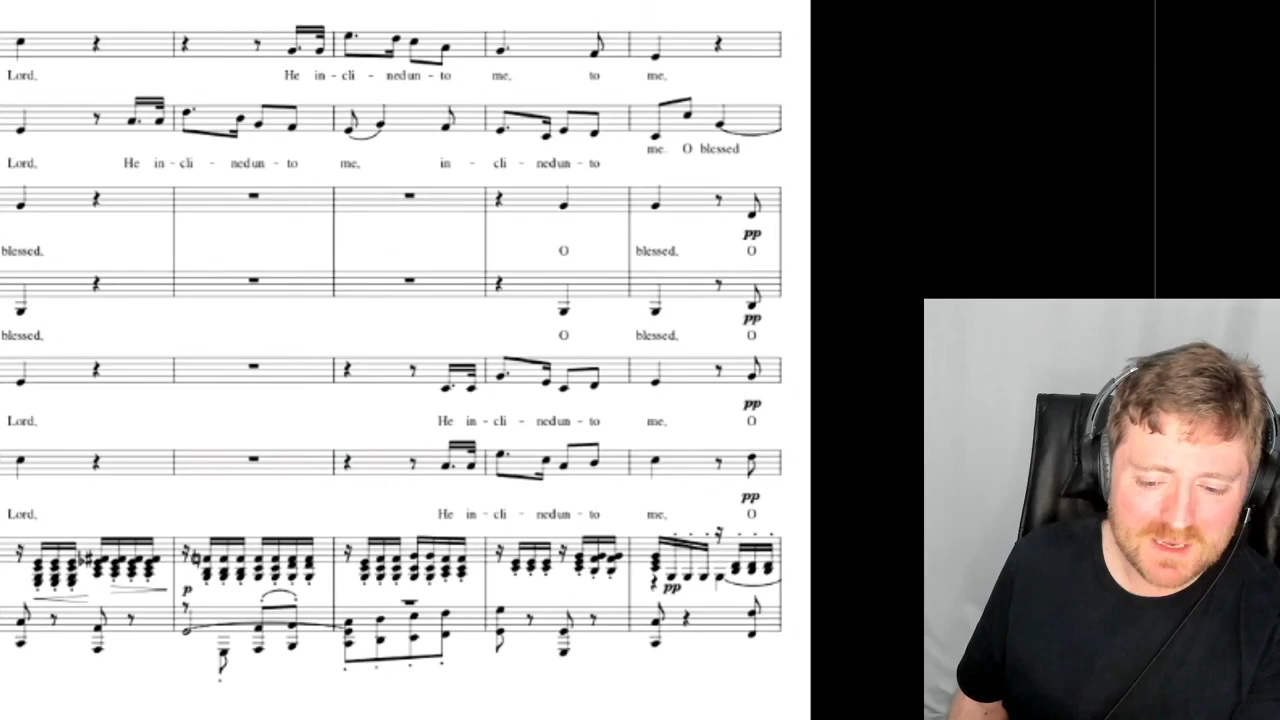 Lord, He in - cli - ned un - to me, to me,
me. O blessed
Lord, He in - cli - ned un - to me, in - cli - ned un - to
pp
blessed. O blessed, O
pp
blessed. O blessed, O
pp
Lord, He in - cli - ned un - to me, O
pp
Lord, He in - cli - ned un - to me, O
p pp